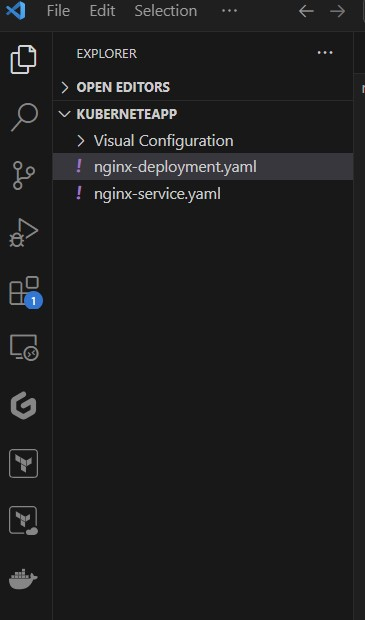 File Edit Selection ···
EXPLORER ···
OPEN EDITORS
KUBERNETEAPP
Visual Configuration
! nginx-deployment.yaml
! nginx-service.yaml
1